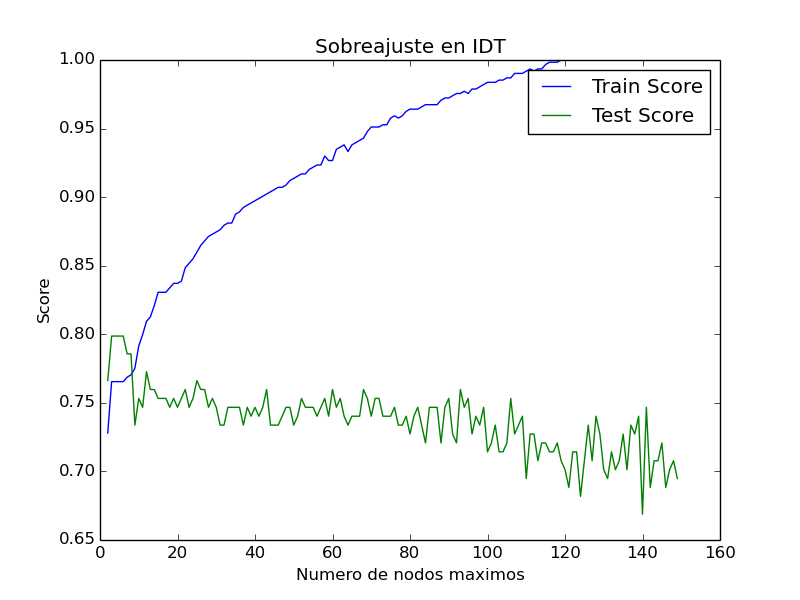 Sobreajuste en IDT
1.00
0.95
0.90
0.85
0.80
0.75
0.70
0.65
Score
Train Score
Test Score
0 20 40 60 80 100 120 140 160
Numero de nodos maximos